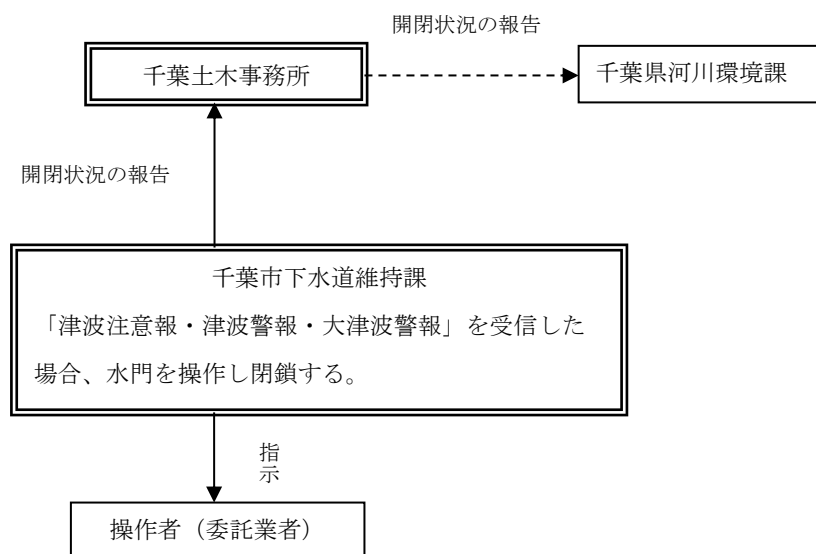 開閉状況の報告
千葉土木事務所
千葉県河川環境課
開閉状況の報告
千葉市下水道維持課
「津波注意報・津波警報・大津波警報」を受信した
場合、水門を操作し閉鎖する。
指示
操作者（委託業者）